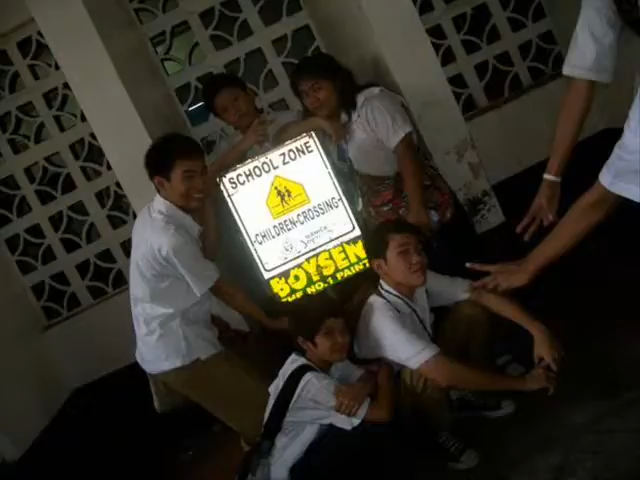 SCHOOL ZONE
-CHILDREN-CROSSING-
BOYSEN
THE NO.1 PAINT